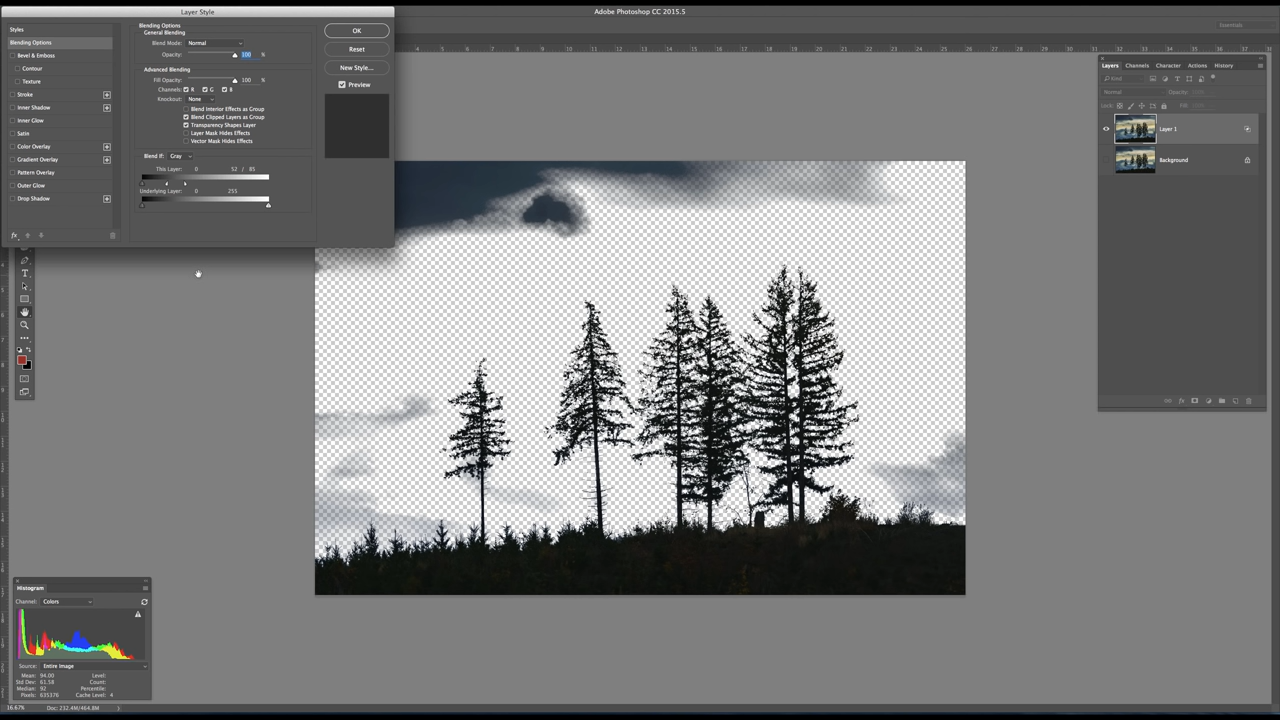 Adobe Photoshop CC 2015.5
Layer Style
Essentials
Styles
Blending Options
Bevel & Emboss
Contour
Texture
Stroke
Inner Shadow
Inner Glow
Satin
Color Overlay
Gradient Overlay
Pattern Overlay
Outer Glow
Drop Shadow
fx
Blending Options
General Blending
Blend Mode: Normal
Opacity: 100 %
Advanced Blending
Fill Opacity: 100 %
Channels: R G B
Knockout: None
Blend Interior Effects as Group
Blend Clipped Layers as Group
Transparency Shapes Layer
Layer Mask Hides Effects
Vector Mask Hides Effects
Blend If: Gray
This Layer: 0 52 / 85
Underlying Layer: 0 255
OK
Reset
New Style...
Preview
Layers Channels Character Actions History
Kind
Normal Opacity:
Lock: Fill:
Layer 1
Background
fx
Histogram
Channel: Colors
Source: Entire Image
Mean: 94.00 Level:
Std Dev: 61.58 Count:
Median: 92 Percentile:
Pixels: 635376 Cache Level: 4
16.67% Doc: 232.4M/464.8M